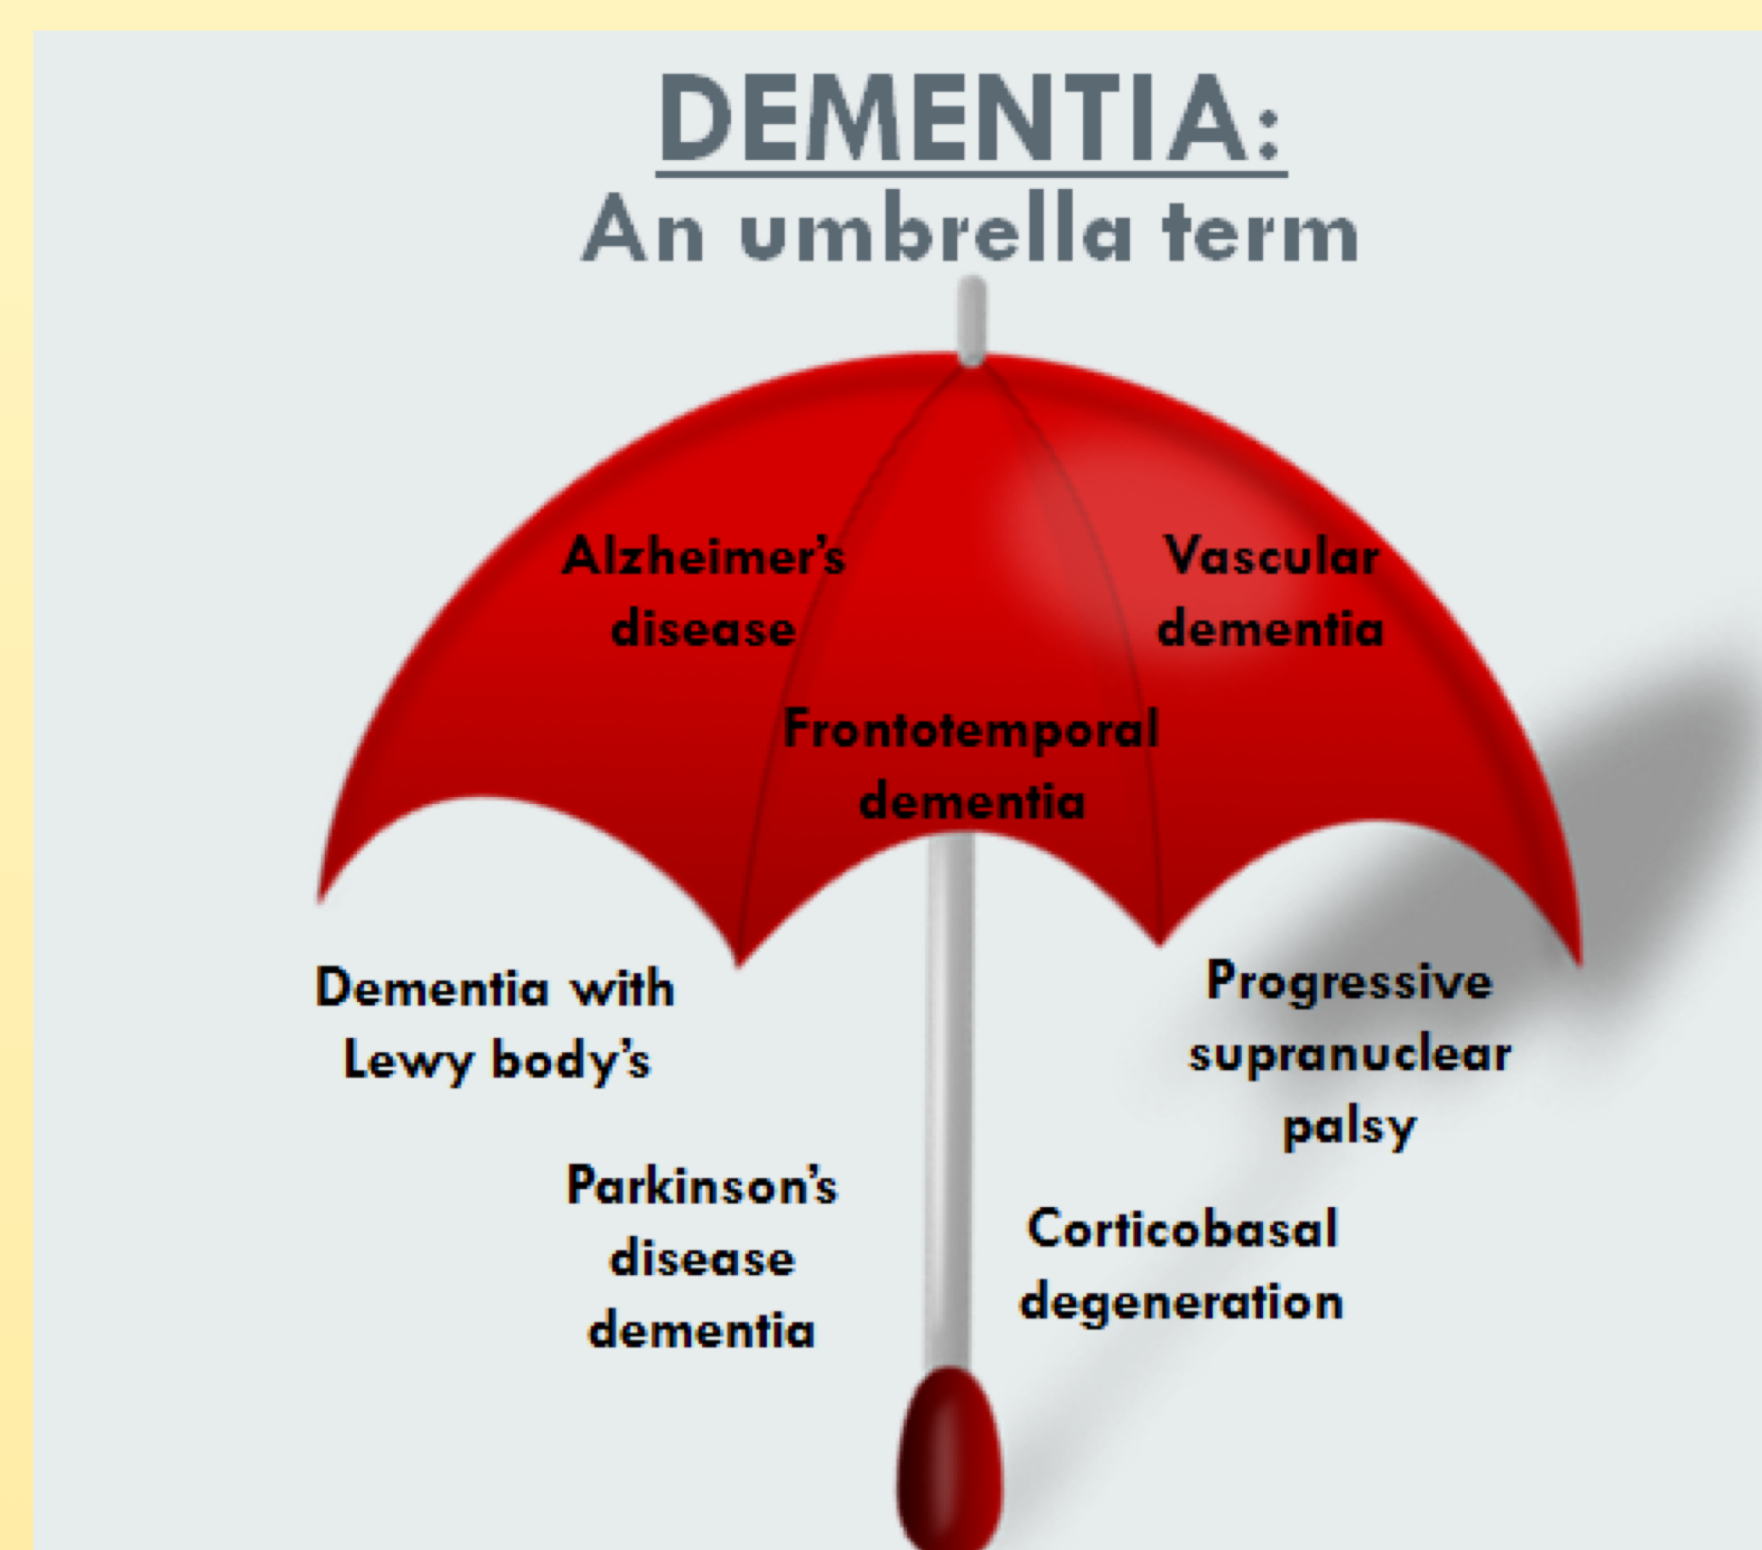 DEMENTIA:
An umbrella term
Alzheimer’s
disease
Vascular
dementia
Frontotemporal
dementia
Dementia with
Lewy body’s
Progressive
supranuclear
palsy
Parkinson’s
disease
dementia
Corticobasal
degeneration